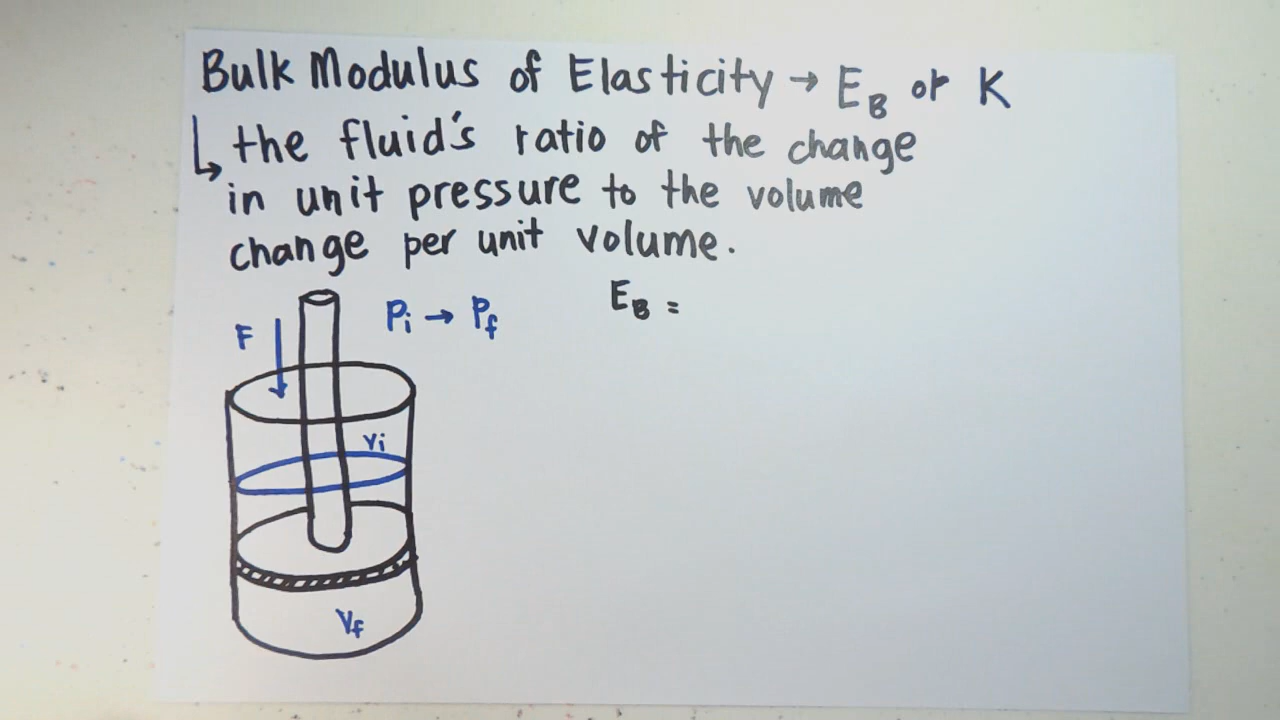 Bulk Modulus of Elasticity → E_B or K
↳ the fluid's ratio of the change
in unit pressure to the volume
change per unit volume.
P_i → P_f
E_B =
F
V_i
V_f